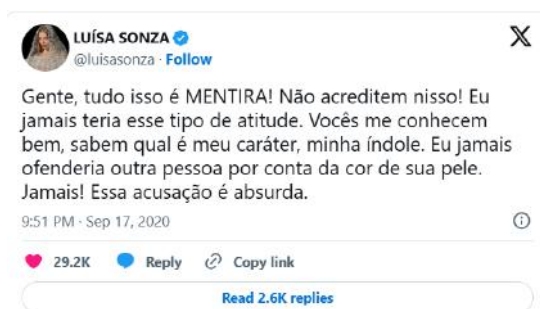 LUÍSA SONZA
@luisasonza · Follow
Gente, tudo isso é MENTIRA! Não acreditem nisso! Eu
jamais teria esse tipo de atitude. Vocês me conhecem
bem, sabem qual é meu caráter, minha índole. Eu jamais
ofenderia outra pessoa por conta da cor de sua pele.
Jamais! Essa acusação é absurda.
9:51 PM · Sep 17, 2020
29.2K Reply Copy link
Read 2.6K replies